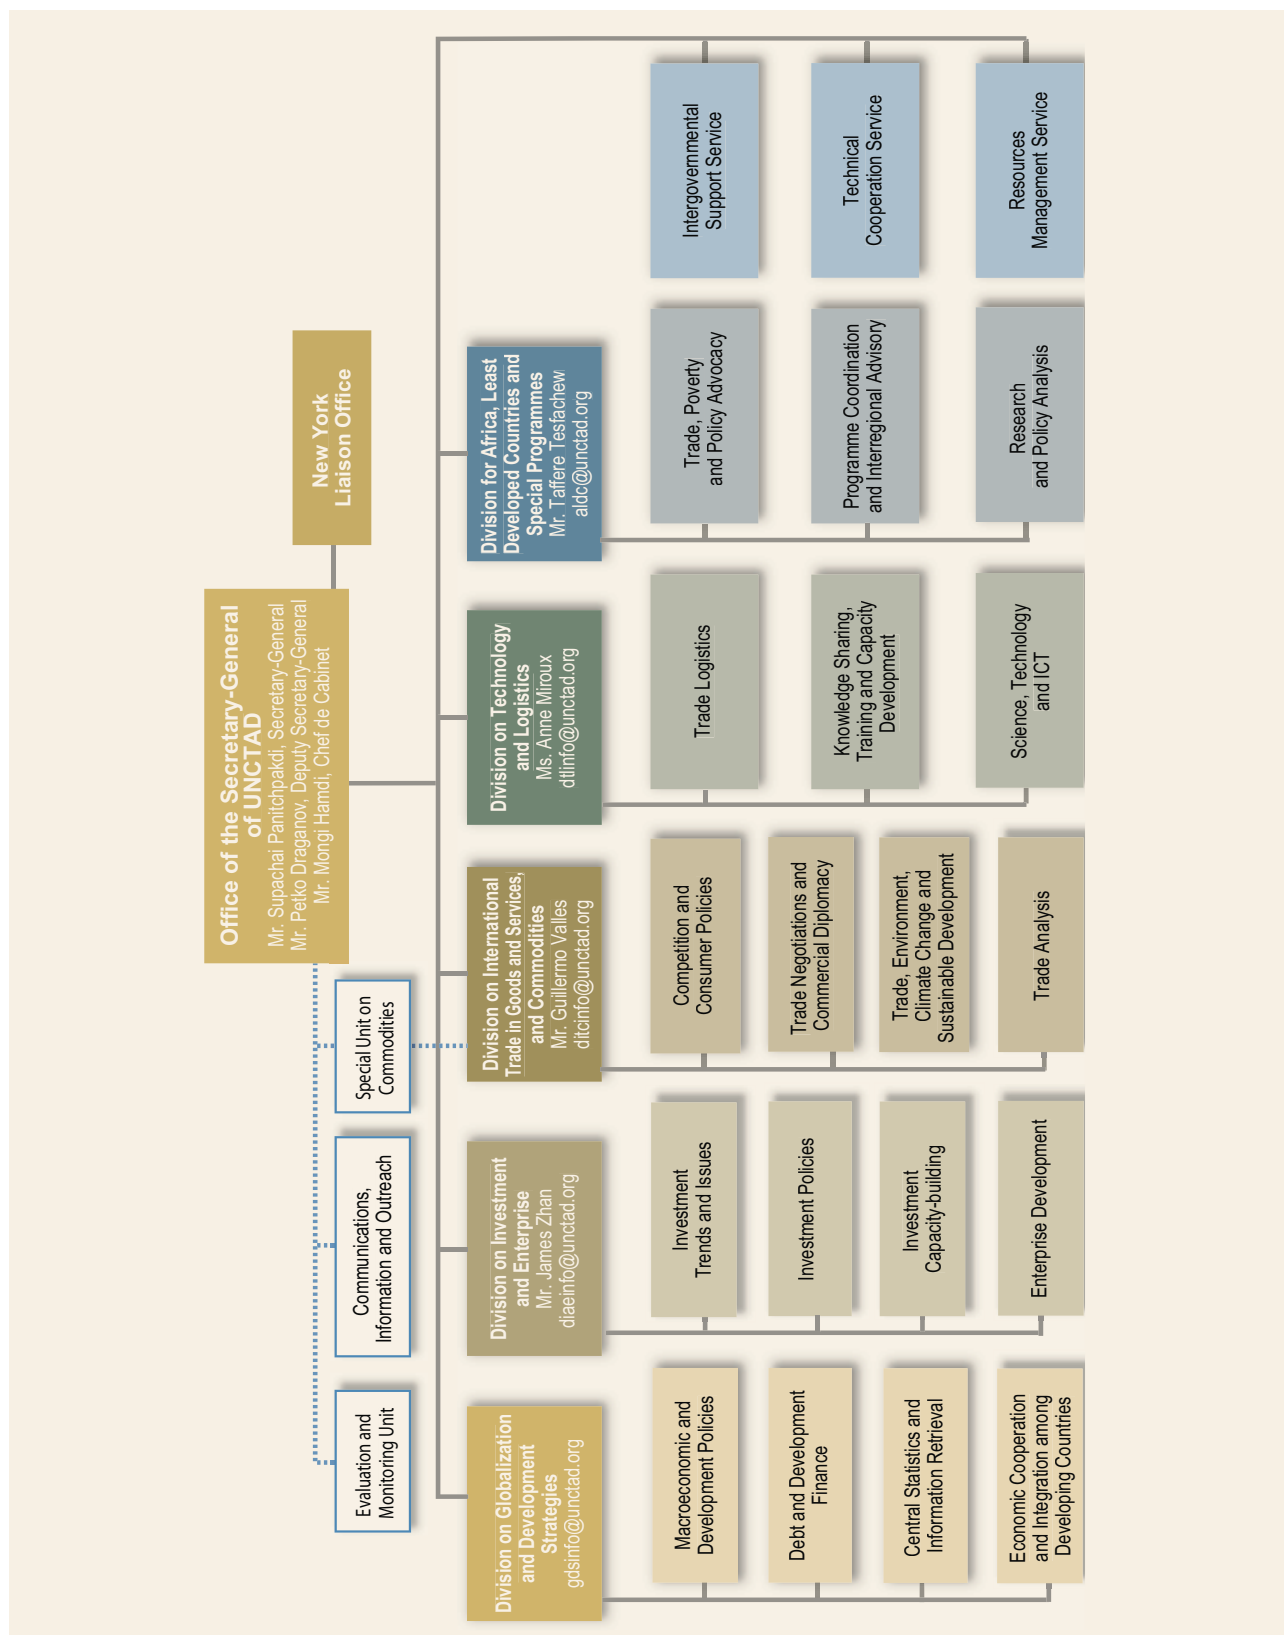 Office of the Secretary-General
of UNCTAD
Mr. Supachai Panitchpakdi, Secretary-General
Mr. Petko Draganov, Deputy Secretary-General
Mr. Mongi Hamdi, Chef de Cabinet
New York
Liaison Office
Evaluation and
Monitoring Unit
Communications,
Information and Outreach
Special Unit on
Commodities
Division on Globalization
and Development
Strategies
gdsinfo@unctad.org
Macroeconomic and
Development Policies
Debt and Development
Finance
Central Statistics and
Information Retrieval
Economic Cooperation
and Integration among
Developing Countries
Division on Investment
and Enterprise
Mr. James Zhan
diaeinfo@unctad.org
Investment
Trends and Issues
Investment Policies
Investment
Capacity-building
Enterprise Development
Division on International
Trade in Goods and Services,
and Commodities
Mr. Guillermo Valles
ditcinfo@unctad.org
Competition and
Consumer Policies
Trade Negotiations and
Commercial Diplomacy
Trade, Environment,
Climate Change and
Sustainable Development
Trade Analysis
Division on Technology
and Logistics
Ms. Anne Miroux
dtlinfo@unctad.org
Trade Logistics
Knowledge Sharing,
Training and Capacity
Development
Science, Technology
and ICT
Division for Africa, Least
Developed Countries and
Special Programmes
Mr. Taffere Tesfachew
aldc@unctad.org
Trade, Poverty
and Policy Advocacy
Programme Coordination
and Interregional Advisory
Research
and Policy Analysis
Intergovernmental
Support Service
Technical
Cooperation Service
Resources
Management Service